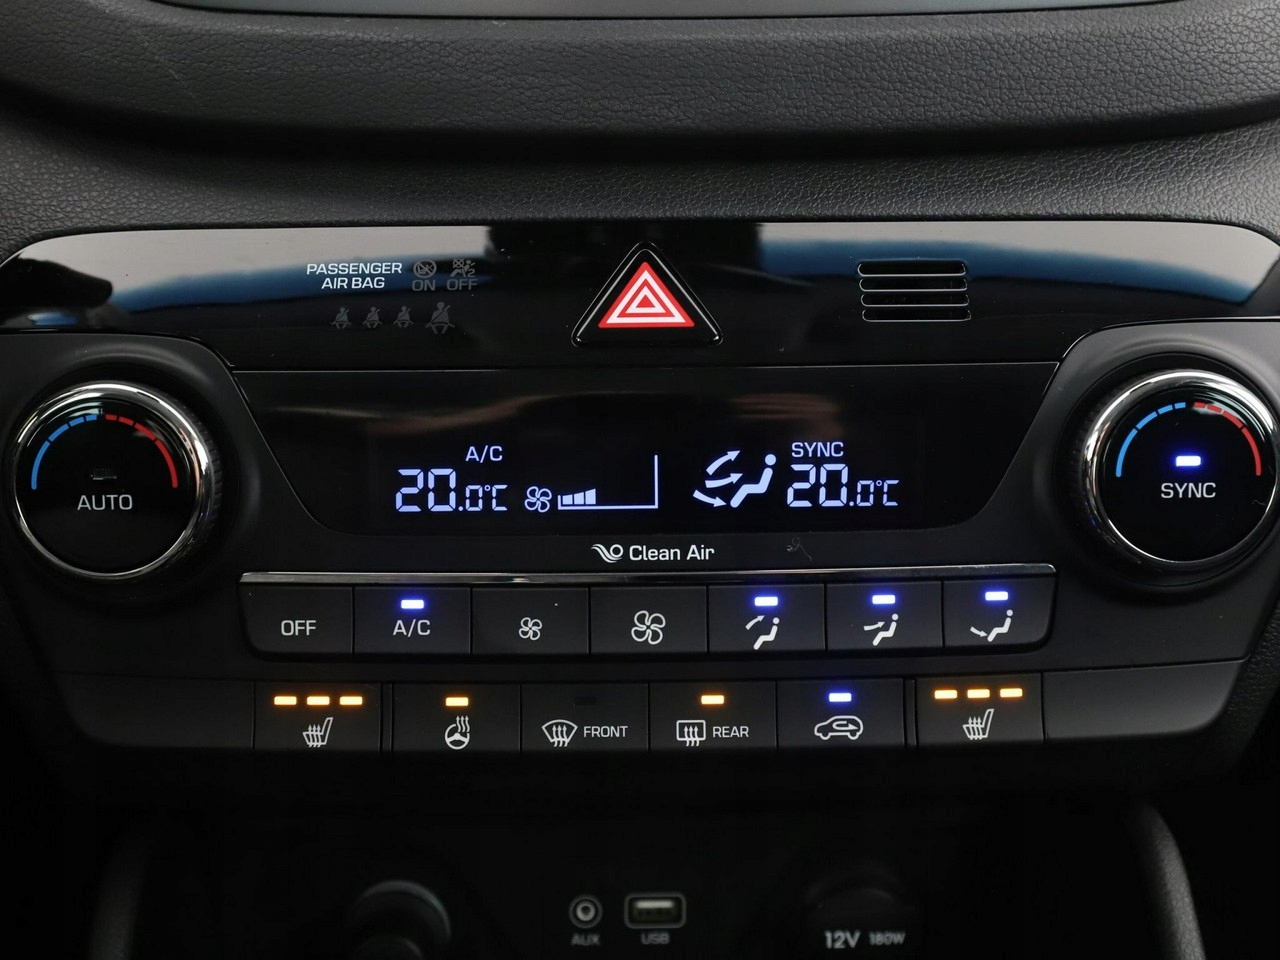 PASSENGER
AIR BAG ON OFF
A/C SYNC
20.0°C 20.0°C
AUTO SYNC
Clean Air
OFF A/C
FRONT REAR
AUX USB 12V 180W